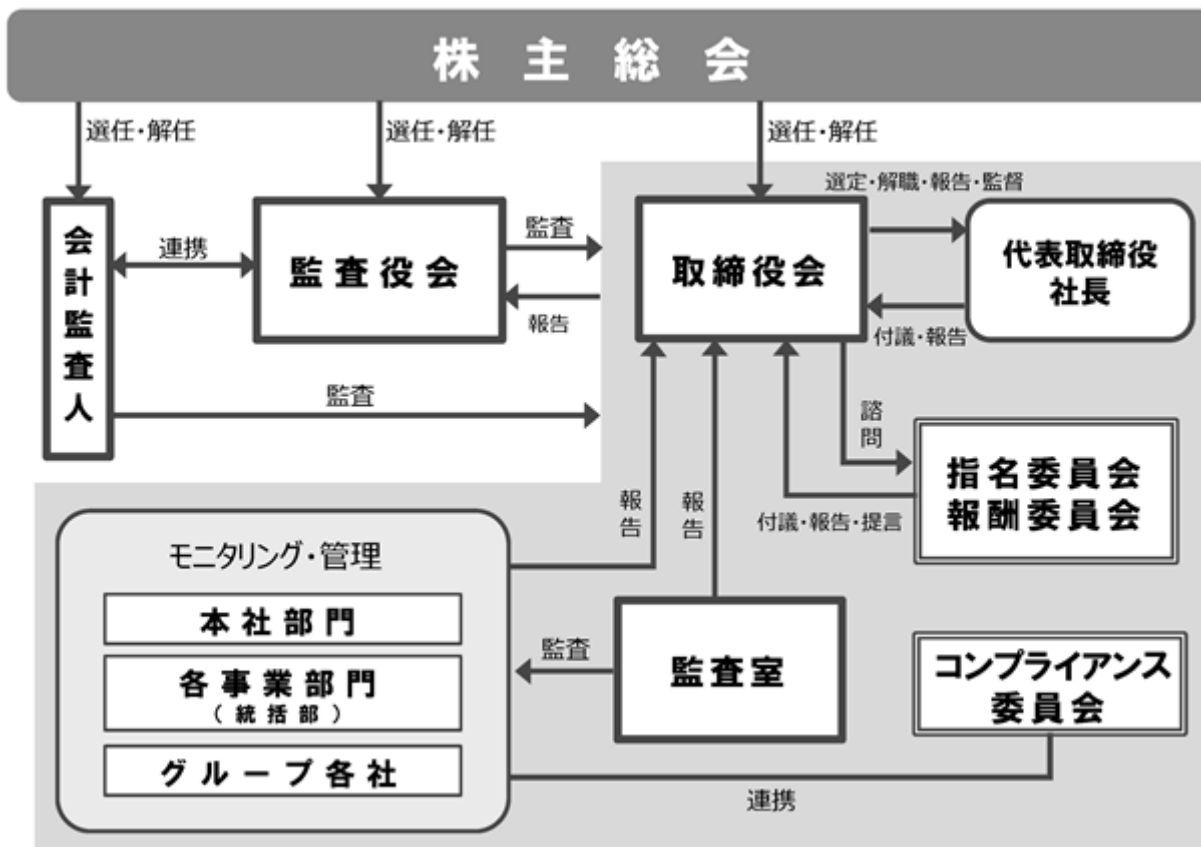 株主総会
選任・解任
選任・解任
選任・解任
選定・解職・報告・監督
会計監査人
連携
監査役会
監査
報告
取締役会
代表取締役
社長
付議・報告
監査
諮問
指名委員会
報酬委員会
報告
報告
付議・報告・提言
モニタリング・管理
本社部門
各事業部門
(統括部)
グループ各社
監査
監査室
コンプライアンス
委員会
連携